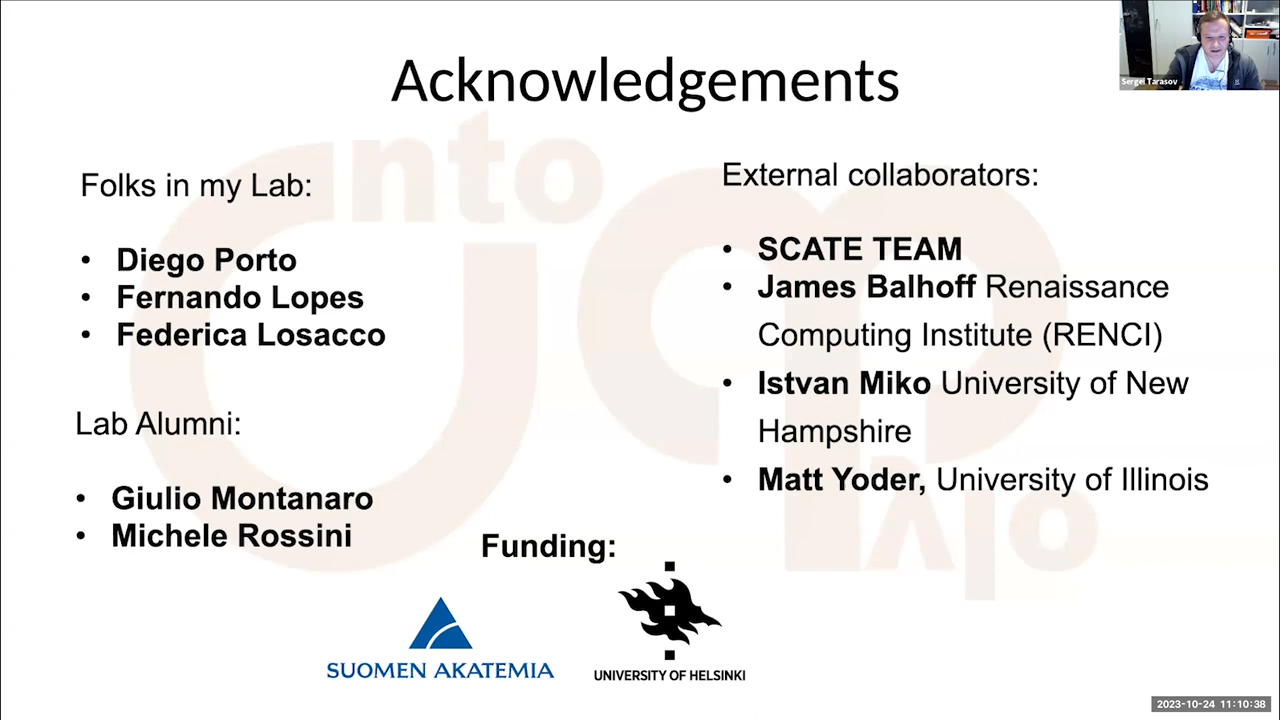 Acknowledgements
Sergei Tarasov
Folks in my Lab:
• Diego Porto
• Fernando Lopes
• Federica Losacco
Lab Alumni:
• Giulio Montanaro
• Michele Rossini
External collaborators:
• SCATE TEAM
• James Balhoff Renaissance
Computing Institute (RENCI)
• Istvan Miko University of New
Hampshire
• Matt Yoder, University of Illinois
Funding:
SUOMEN AKATEMIA
UNIVERSITY OF HELSINKI
2023-10-24 11:10:38